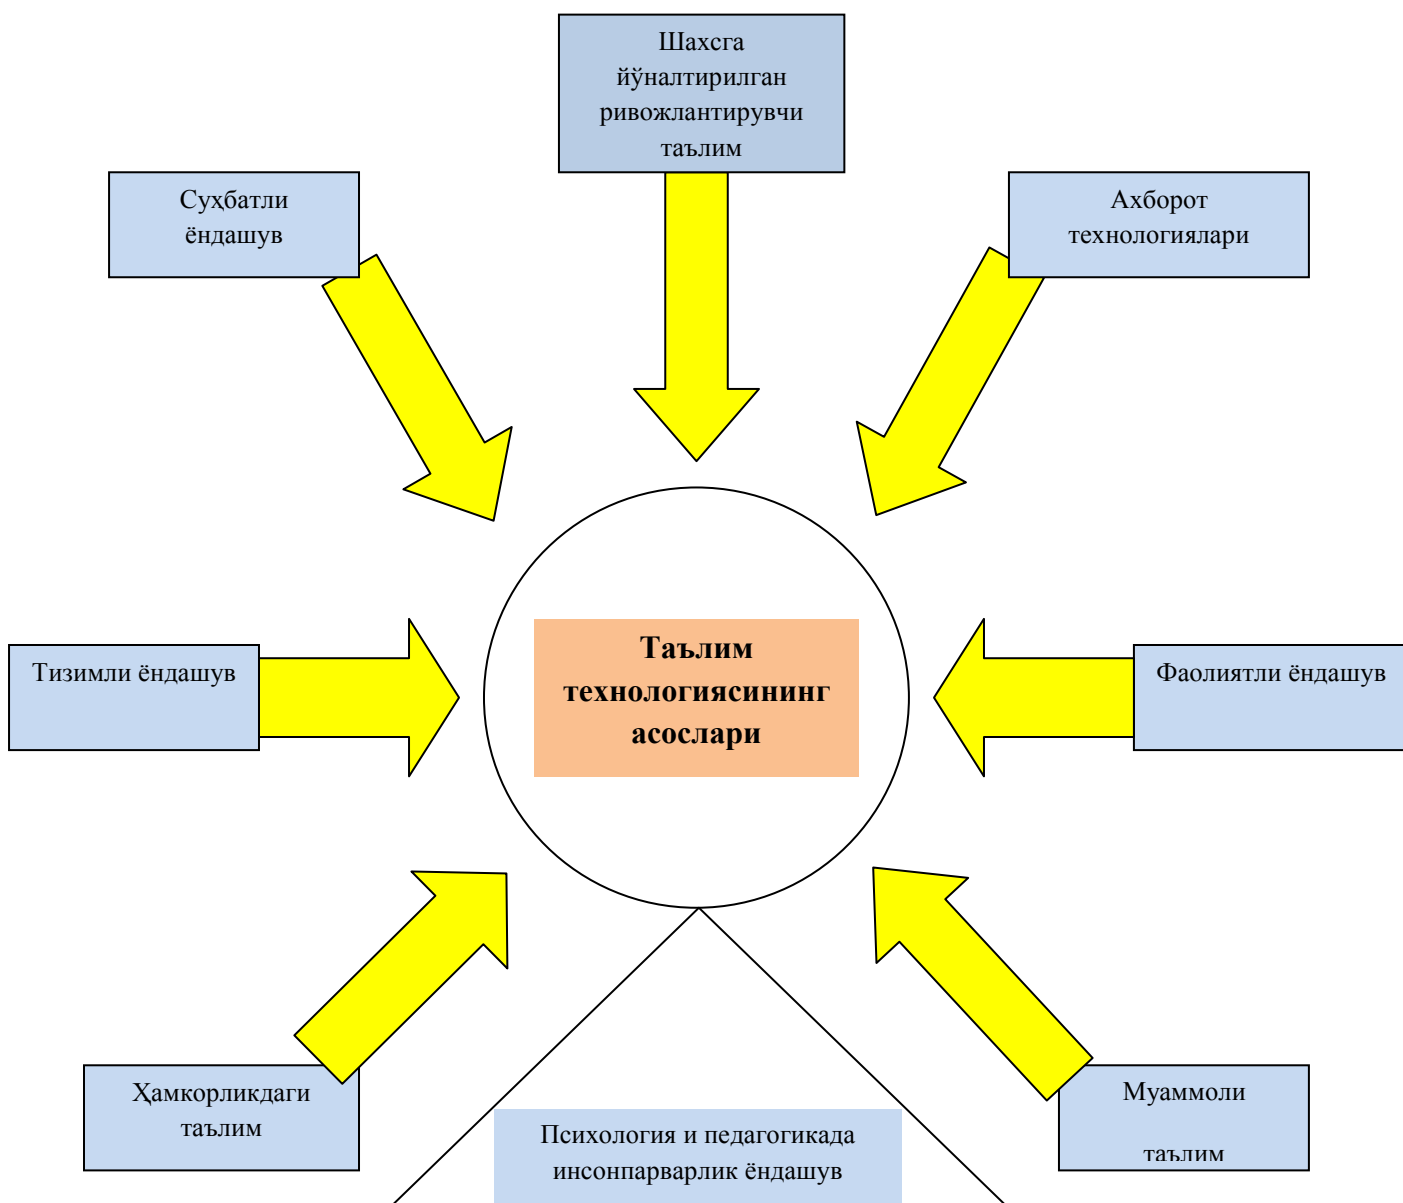 Шахсга
йўналтирилган
ривожлантирувчи
таълим
Суҳбатли
ёндашув
Ахборот
технологиялари
Таълим
технологиясининг
асослари
Тизимли ёндашув
Фаолиятли ёндашув
Ҳамкорликдаги
таълим
Муаммоли
таълим
Психология и педагогикада
инсонпарварлик ёндашув